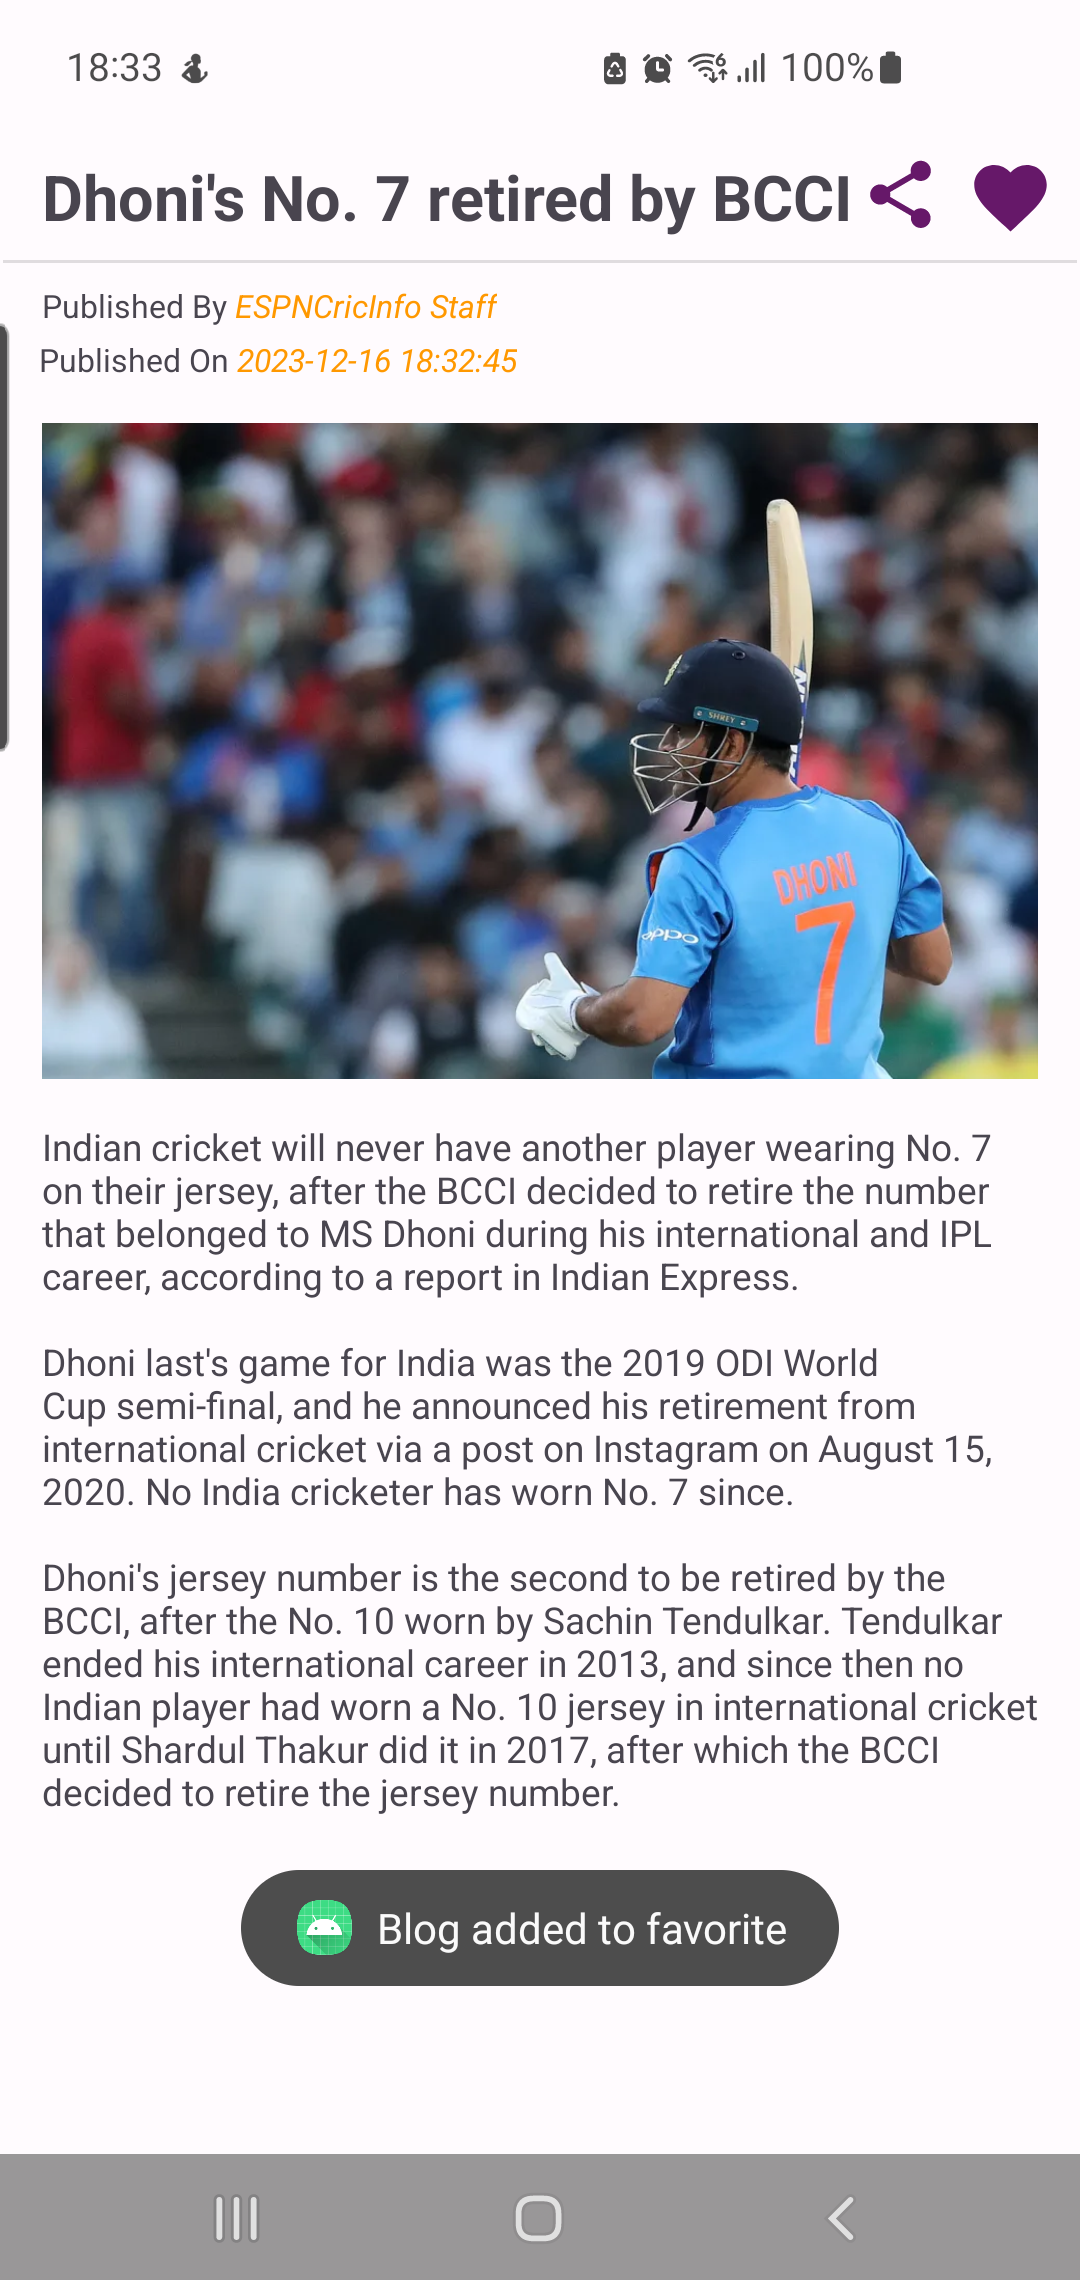 18:33
100%
Dhoni's No. 7 retired by BCCI
Published By ESPNCricInfo Staff
Published On 2023-12-16 18:32:45
SHREY
DHONI
7
oppo
Indian cricket will never have another player wearing No. 7
on their jersey, after the BCCI decided to retire the number
that belonged to MS Dhoni during his international and IPL
career, according to a report in Indian Express.
Dhoni last's game for India was the 2019 ODI World
Cup semi-final, and he announced his retirement from
international cricket via a post on Instagram on August 15,
2020. No India cricketer has worn No. 7 since.
Dhoni's jersey number is the second to be retired by the
BCCI, after the No. 10 worn by Sachin Tendulkar. Tendulkar
ended his international career in 2013, and since then no
Indian player had worn a No. 10 jersey in international cricket
until Shardul Thakur did it in 2017, after which the BCCI
decided to retire the jersey number.
Blog added to favorite